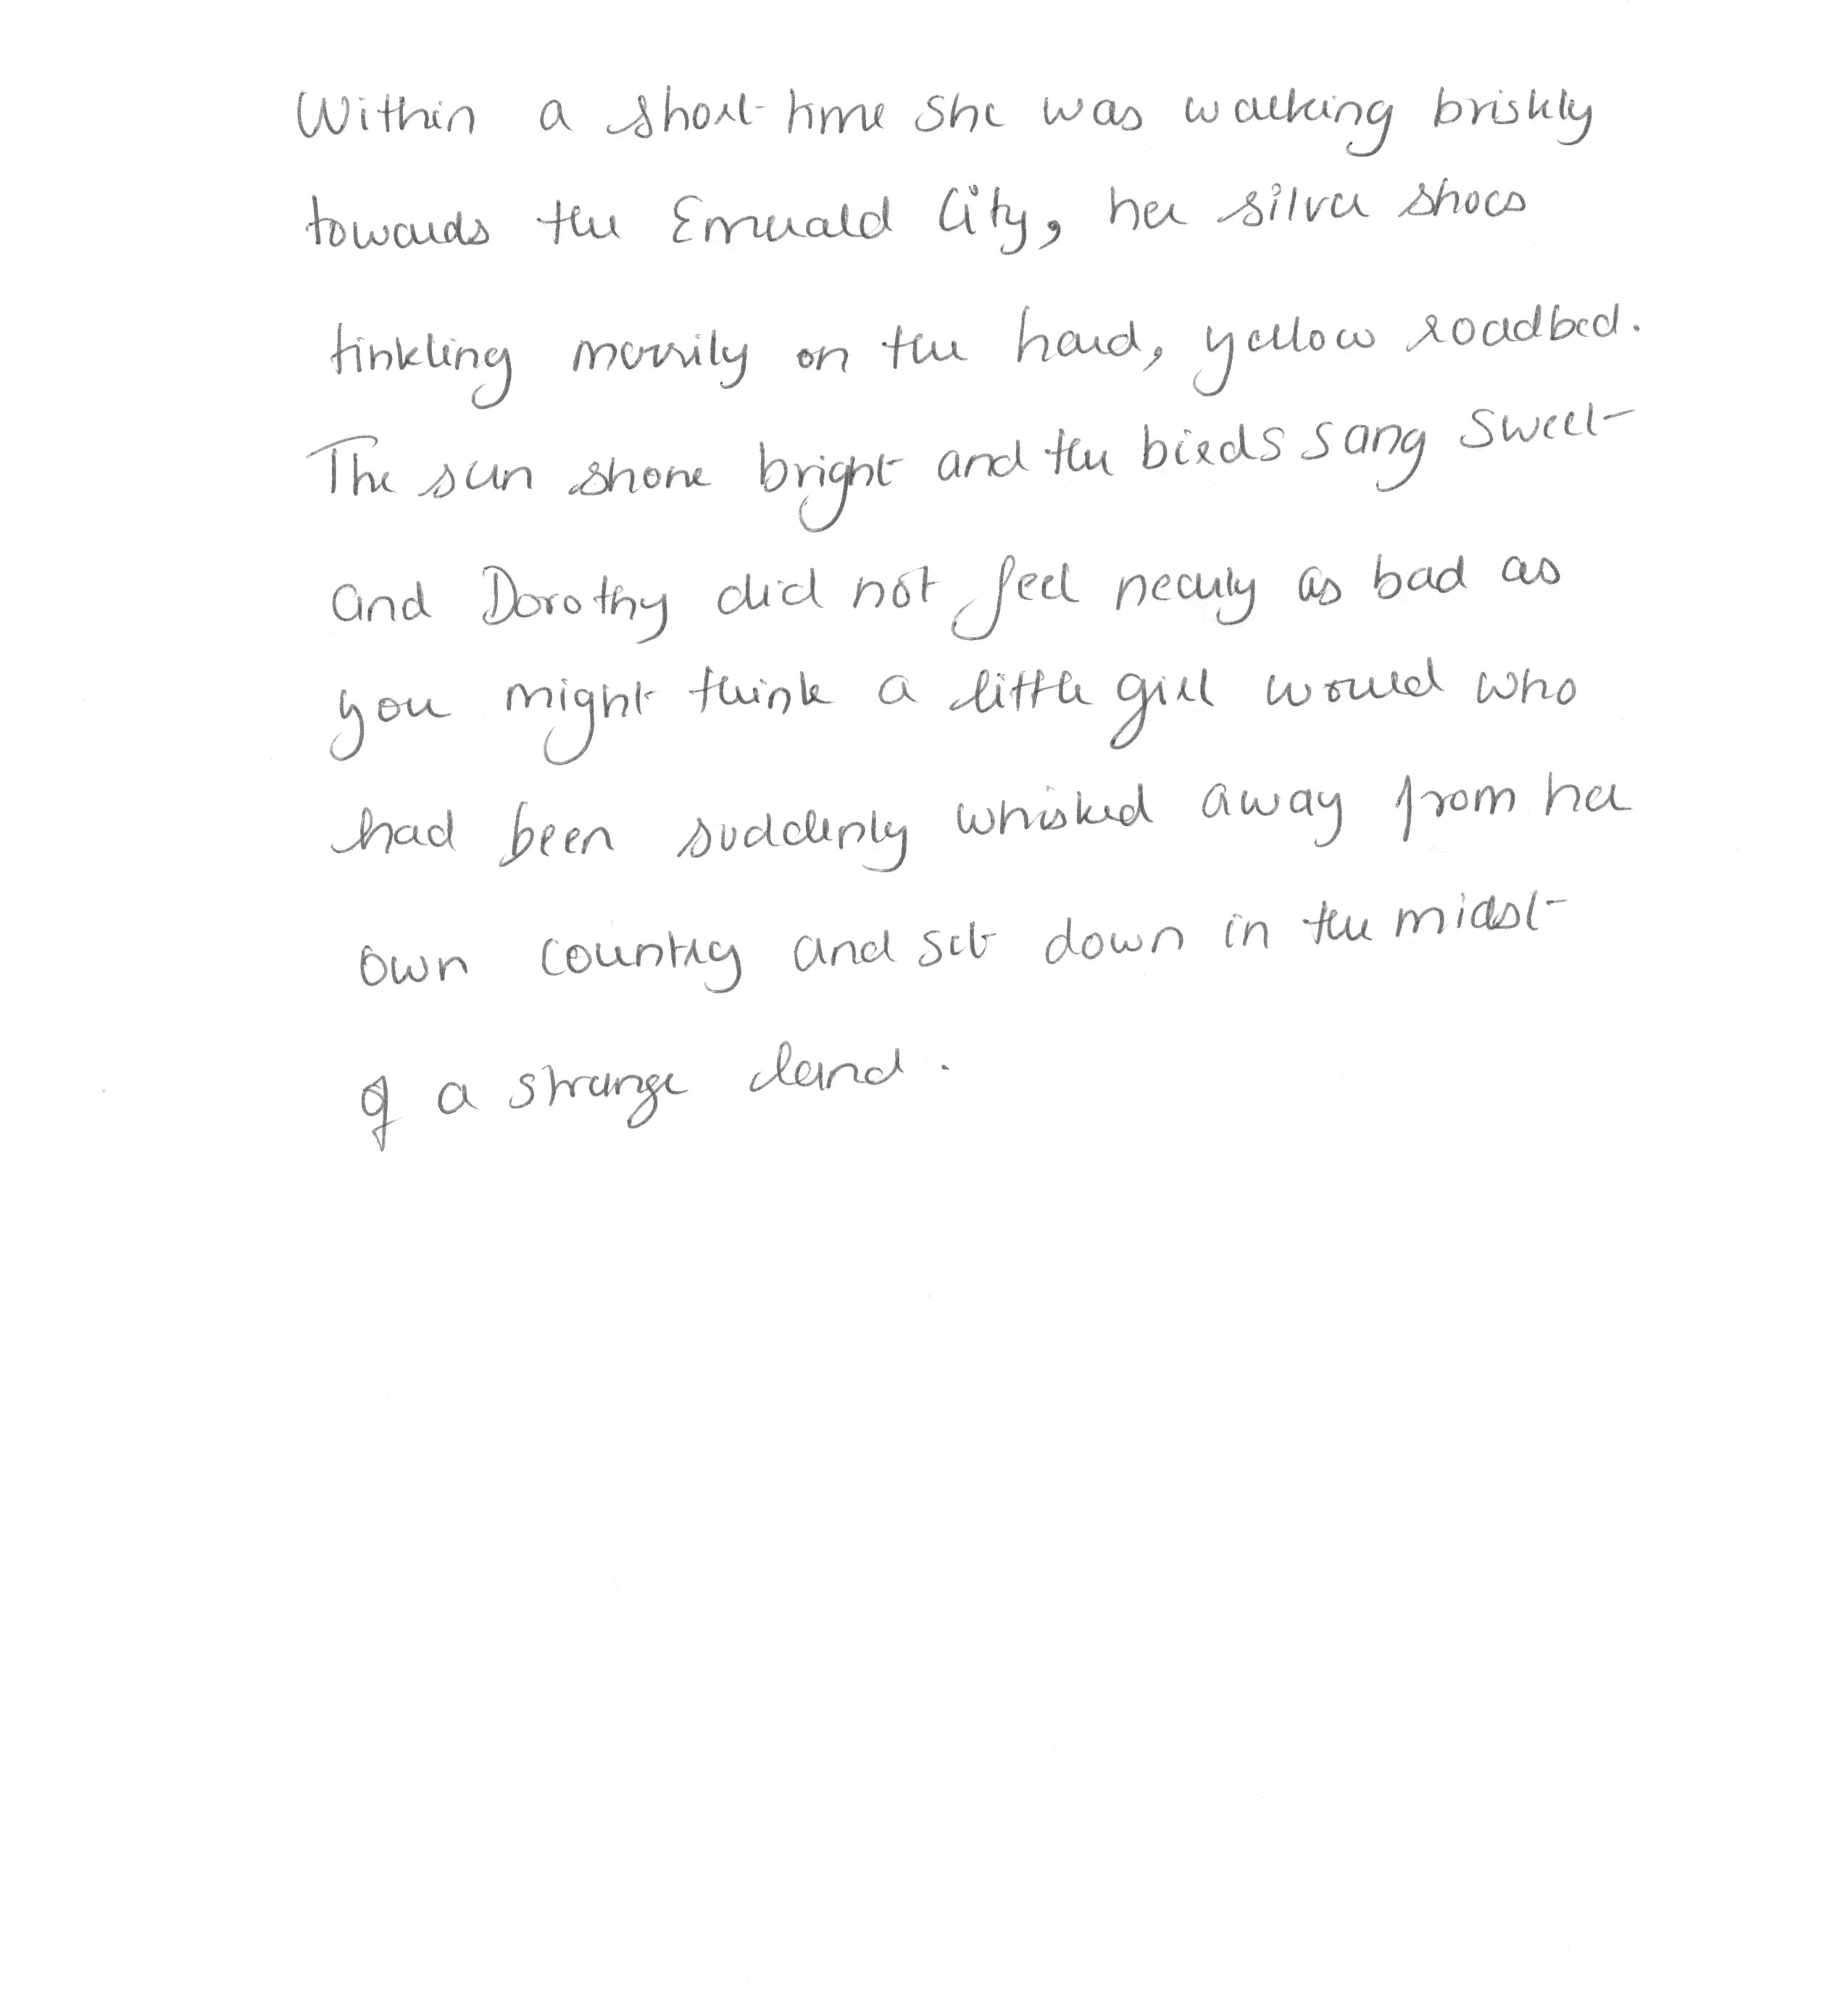 Within a short time she was walking briskly
towards the Emerald City, her silver shoes
tinkling merrily on the hard, yellow roadbed.
The sun shone bright and the birds sang sweet
and Dorothy did not feel nearly as bad as
you might think a little girl would who
had been suddenly whisked away from her
own country and set down in the midst
of a strange land.